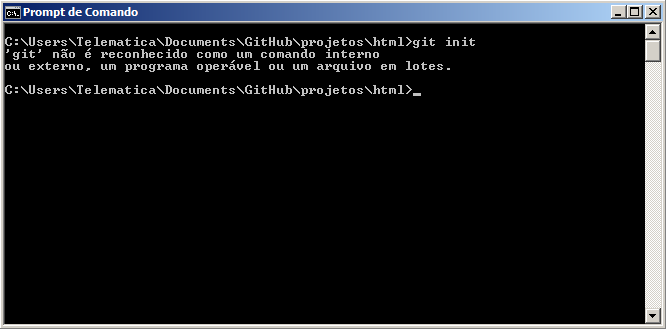 Prompt de Comando
C:\Users\Telematica\Documents\GitHub\projetos\html>git init
'git' não é reconhecido como um comando interno
ou externo, um programa operável ou um arquivo em lotes.
C:\Users\Telematica\Documents\GitHub\projetos\html>_